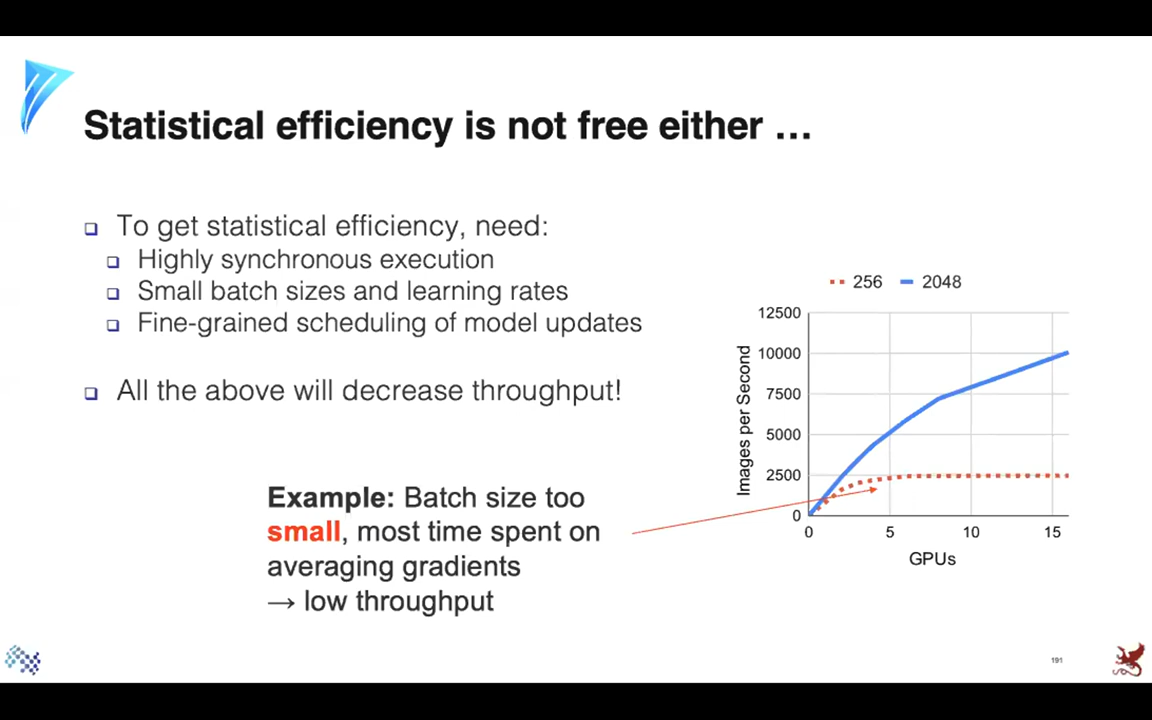 Statistical efficiency is not free either …
❑ To get statistical efficiency, need:
❑ Highly synchronous execution
❑ Small batch sizes and learning rates
❑ Fine-grained scheduling of model updates
❑ All the above will decrease throughput!
Example: Batch size too
small, most time spent on
averaging gradients
→ low throughput
256 2048
Images per Second
12500
10000
7500
5000
2500
0
0 5 10 15
GPUs
191